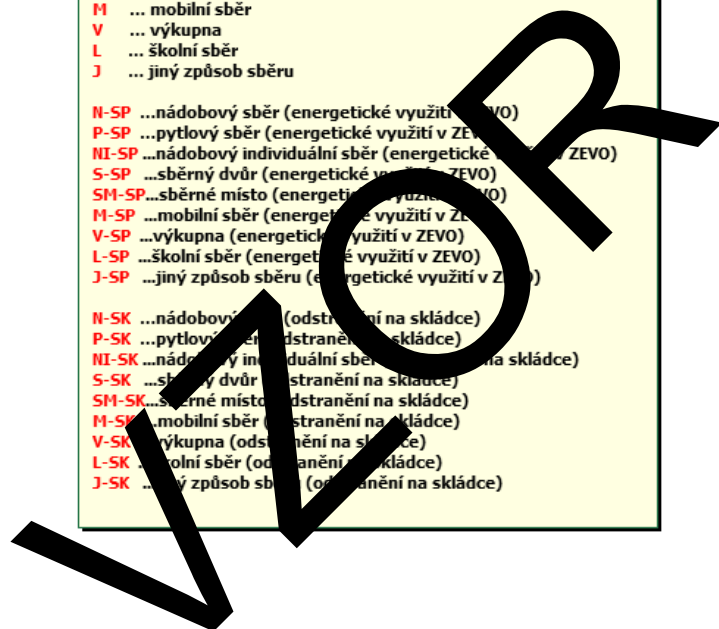 M ... mobilní sběr
V ... výkupna
L ... školní sběr
J ... jiný způsob sběru
N-SP ...nádobový sběr (energetické využití ZEVO)
P-SP ...pytlový sběr (energetické využití v ZEVO)
NI-SP ...nádobový individuální sběr (energetické v ZEVO)
S-SP ...sběrný dvůr (energetické využití v ZEVO)
SM-SP...sběrné místo (energetické využití ZEVO)
M-SP ...mobilní sběr (energetické využití v ZEVO)
V-SP ...výkupna (energetické využití v ZEVO)
L-SP ...školní sběr (energetické využití v ZEVO)
J-SP ...jiný způsob sběru (energetické využití v ZEVO)
N-SK ...nádobový (odstranění na skládce)
P-SK ...pytlový sběr (odstranění na skládce)
NI-SK ...nádobový individuální sběr na skládce)
S-SK ...sběrný dvůr (odstranění na skládce)
SM-SK...sběrné místo (odstranění na skládce)
M-SK ...mobilní sběr (odstranění na skládce)
V-SK ...výkupna (odstranění na skládce)
L-SK ...školní sběr (odstranění na skládce)
J-SK ...jiný způsob sběru (odstranění na skládce)
VZOR